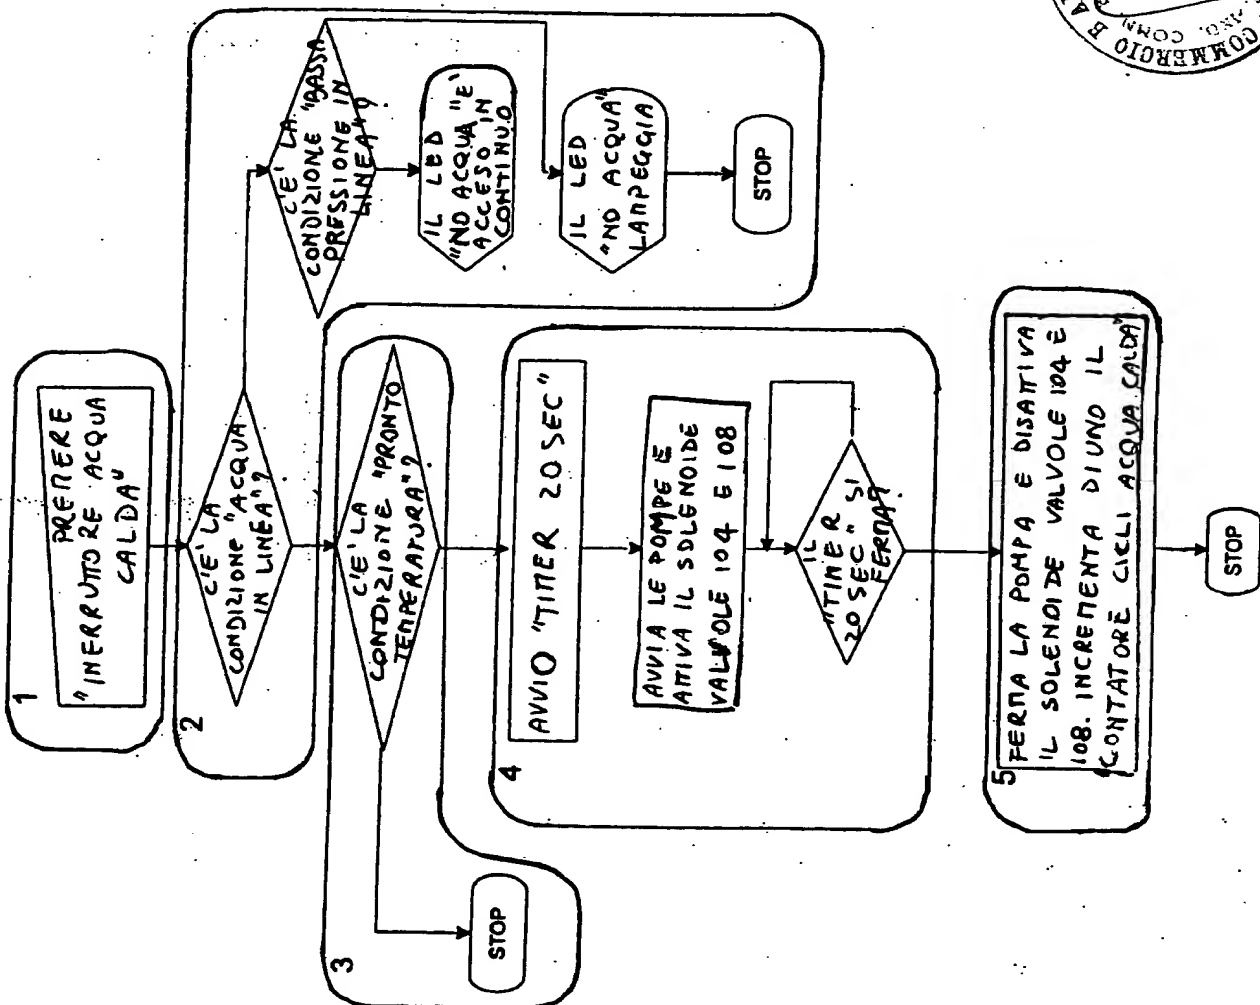 1
PREMERE
"INERRUTTORE ACQUA
CALDA"
2
C'E' LA
CONDIZIONE "ACQUA
IN LINEA"?
C'E' LA
CONDIZIONE "BASSA
PRESSIONE IN
LINEA"?
IL LED
"NO ACQUA "E'
ACCESO IN
CONTINUO
IL LED
"NO ACQUA"
LAMPEGGIA
STOP
3
C'E' LA
CONDIZIONE "PRONTO
TEMPERATURA"?
STOP
4
AVVIO "TIMER 20 SEC"
AVVIA LE POMPE E
ATTIVA IL SOLENOIDE
VALVOLE 104 E 108
IL
"TIMER
20 SEC" SI
FERMA?
5
FERMA LA POMPA E DISATTIVA
IL SOLENOIDE VALVOLE 104 E
108. INCREMENTA DI UNO IL
"CONTATORE CICLI ACQUA CALDA"
STOP
COMMERCIO E
COMM.